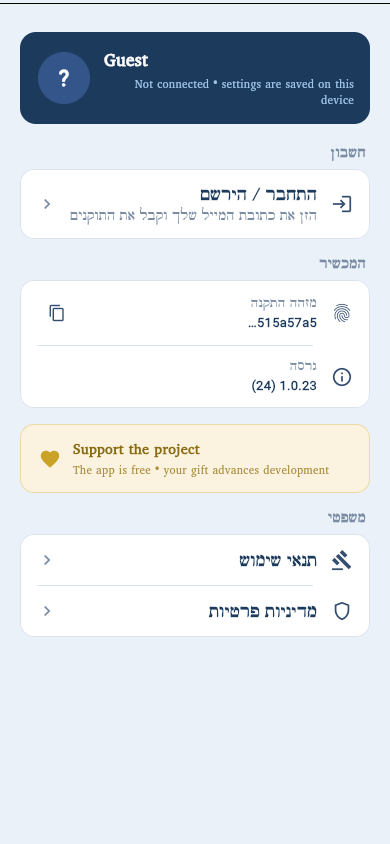 ?
Guest
Not connected • settings are saved on this
device
חשבון
התחבר / הירשם
הזן את כתובת המייל שלך וקבל את התוקנים
המכשיר
מזהה התקנה
…515a57a5
גרסה
1.0.23 (24)
Support the project
The app is free • your gift advances development
משפטי
תנאי שימוש
מדיניות פרטיות